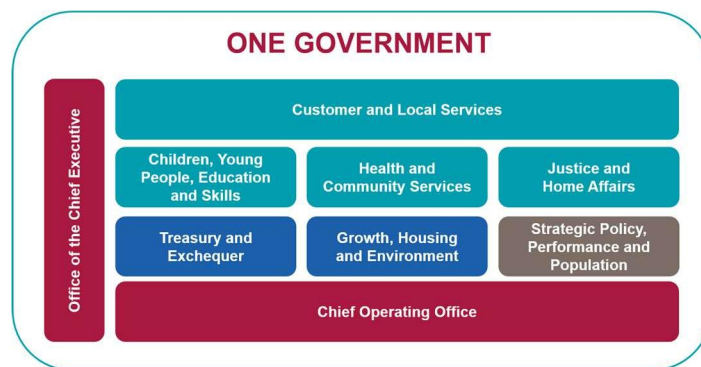 ONE GOVERNMENT
Office of the Chief Executive
Customer and Local Services
Children, Young
People, Education
and Skills
Health and
Community Services
Justice and
Home Affairs
Treasury and
Exchequer
Growth, Housing
and Environment
Strategic Policy,
Performance and
Population
Chief Operating Office